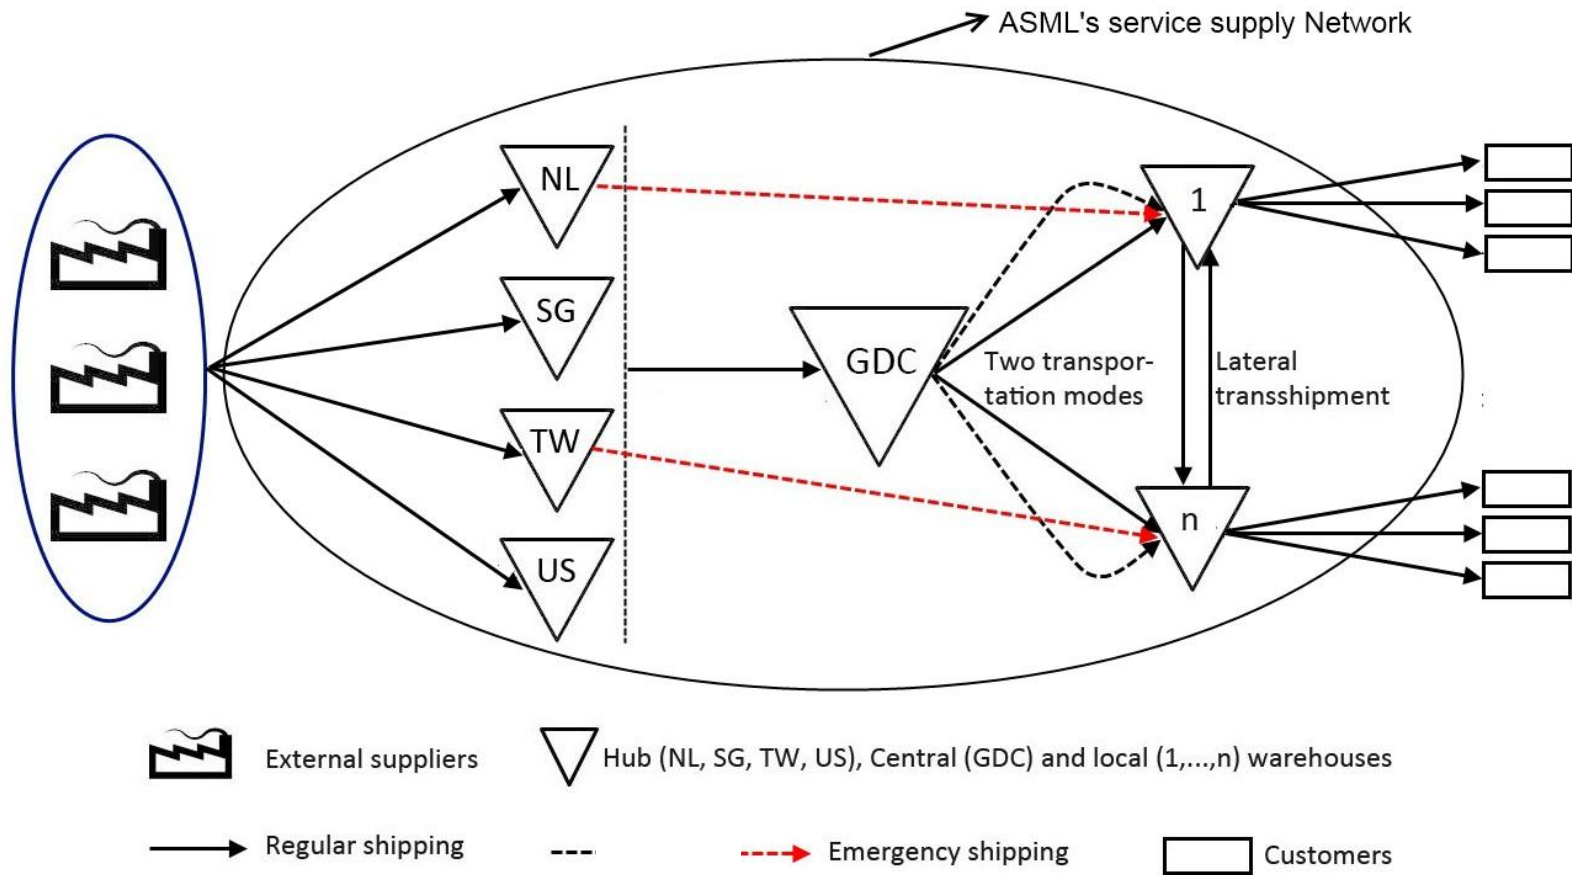 ASML's service supply Network
NL
1
SG
GDC
Two transpor-
tation modes
Lateral
transshipment
TW
n
US
External suppliers
Hub (NL, SG, TW, US), Central (GDC) and local (1,...,n) warehouses
Regular shipping
Emergency shipping
Customers